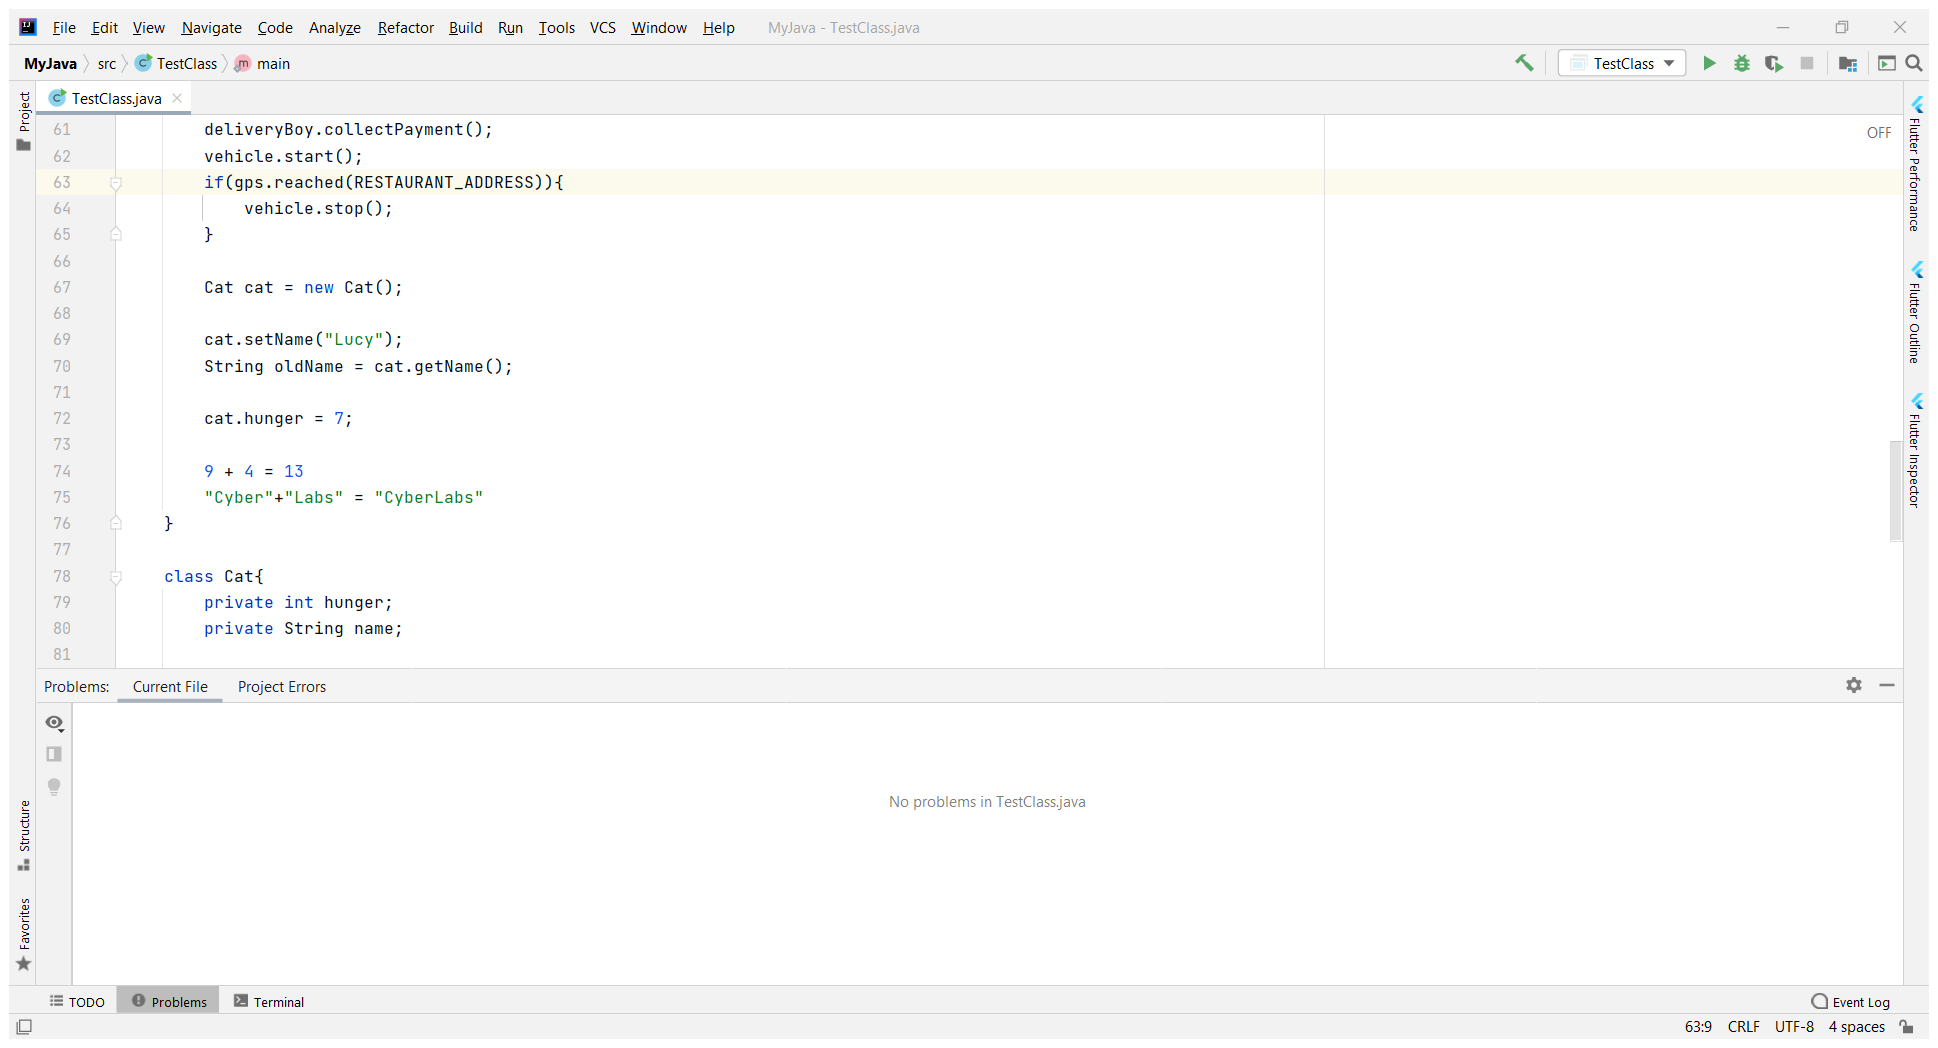 File Edit View Navigate Code Analyze Refactor Build Run Tools VCS Window Help MyJava - TestClass.java
MyJava src TestClass main TestClass
Project
TestClass.java
OFF
61 deliveryBoy.collectPayment();
62 vehicle.start();
63 if(gps.reached(RESTAURANT_ADDRESS)){
64 vehicle.stop();
65 }
66
67 Cat cat = new Cat();
68
69 cat.setName("Lucy");
70 String oldName = cat.getName();
71
72 cat.hunger = 7;
73
74 9 + 4 = 13
75 "Cyber"+"Labs" = "CyberLabs"
76 }
77
78 class Cat{
79 private int hunger;
80 private String name;
81
Flutter Performance
Flutter Outline
Flutter Inspector
Problems: Current File Project Errors
No problems in TestClass.java
Structure
Favorites
TODO Problems Terminal Event Log
63:9 CRLF UTF-8 4 spaces